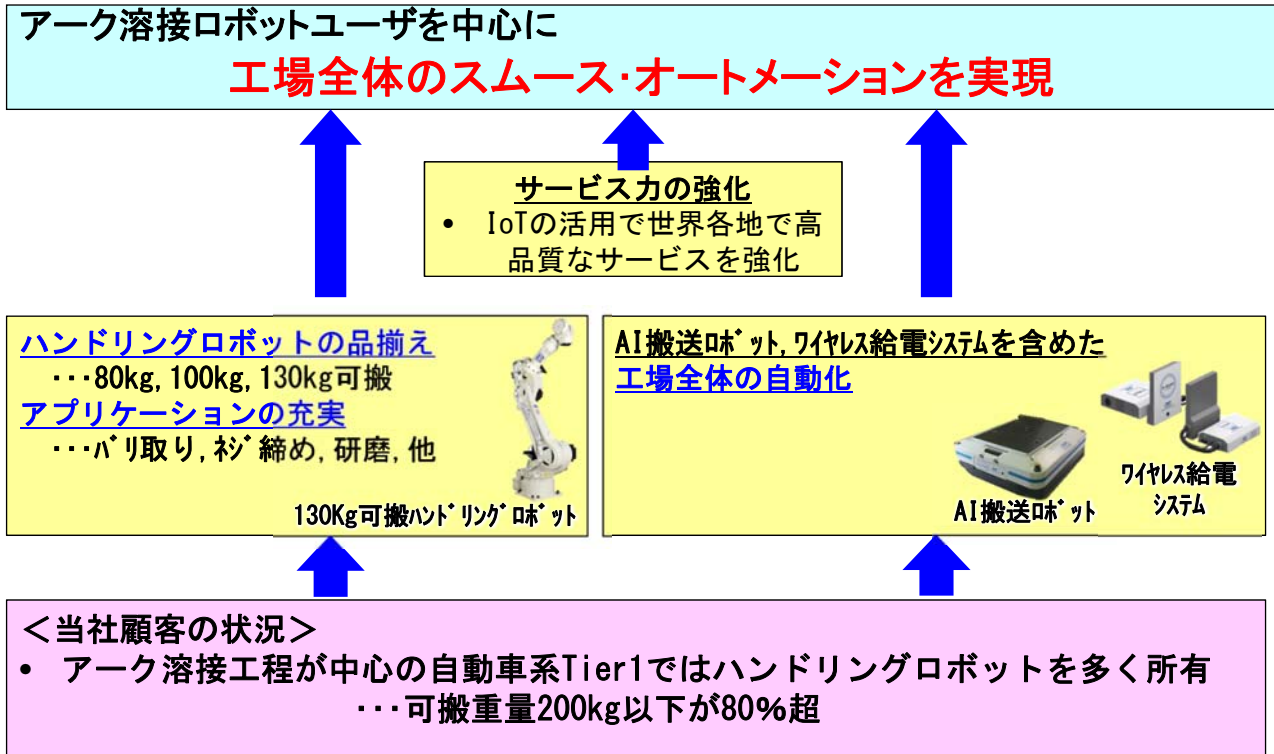 アーク溶接ロボットユーザを中心に
工場全体のスムース・オートメーションを実現
サービス力の強化
• IoTの活用で世界各地で高
品質なサービスを強化
ハンドリングロボットの品揃え
・・・80kg,100kg,130kg可搬
アプリケーションの充実
・・・バリ取り,ネジ締め,研磨,他
130Kg可搬ハンドリングロボット
AI搬送ロボット,ワイヤレス給電システムを含めた
工場全体の自動化
AI搬送ロボット
ワイヤレス給電
システム
＜当社顧客の状況＞
• アーク溶接工程が中心の自動車系Tier1ではハンドリングロボットを多く所有
・・・可搬重量200kg以下が80%超